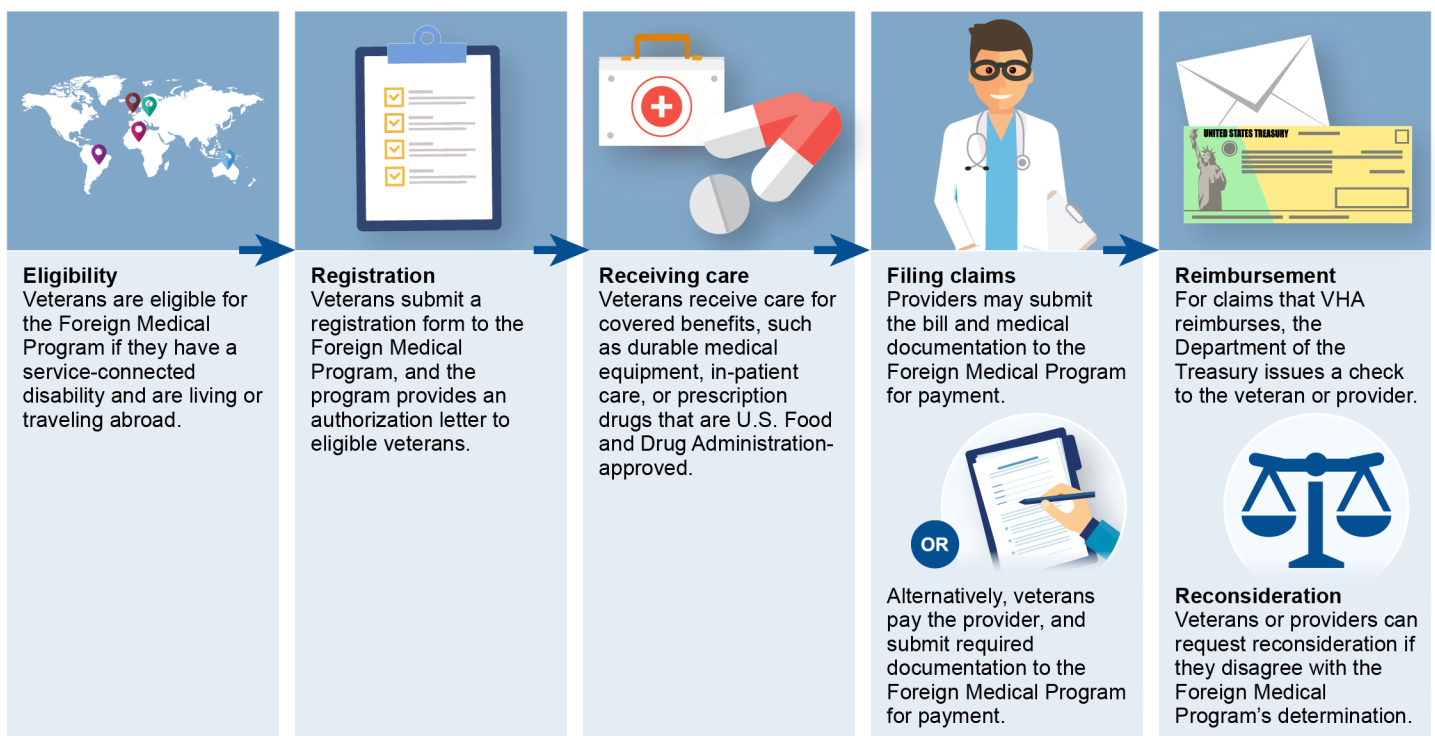 Eligibility
Veterans are eligible for
the Foreign Medical
Program if they have a
service-connected
disability and are living or
traveling abroad.
Registration
Veterans submit a
registration form to the
Foreign Medical
Program, and the
program provides an
authorization letter to
eligible veterans.
Receiving care
Veterans receive care for
covered benefits, such
as durable medical
equipment, in-patient
care, or prescription
drugs that are U.S. Food
and Drug Administration-
approved.
Filing claims
Providers may submit
the bill and medical
documentation to the
Foreign Medical Program
for payment.
OR
Alternatively, veterans
pay the provider, and
submit required
documentation to the
Foreign Medical Program
for payment.
UNITED STATES TREASURY
Reimbursement
For claims that VHA
reimburses, the
Department of the
Treasury issues a check
to the veteran or provider.
Reconsideration
Veterans or providers can
request reconsideration if
they disagree with the
Foreign Medical
Program’s determination.